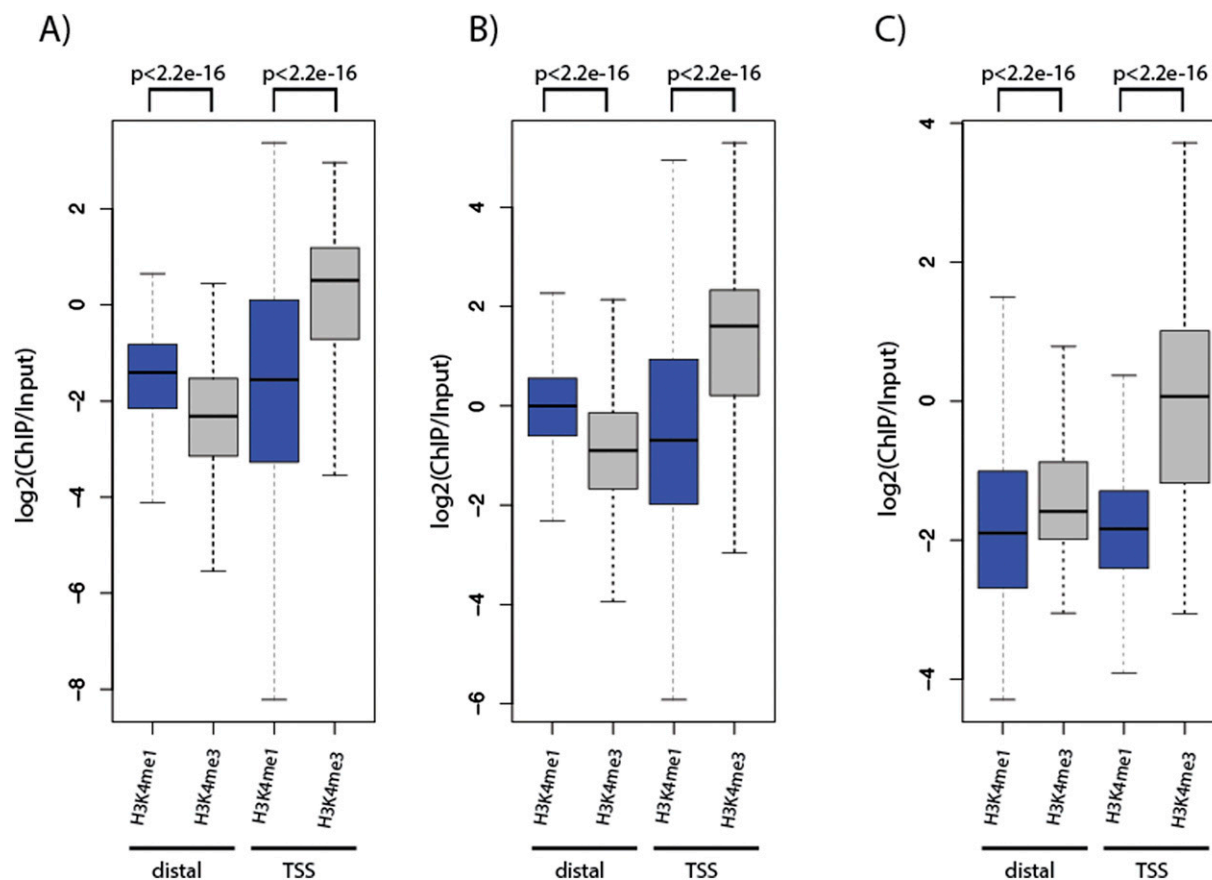 A)
p<2.2e-16
p<2.2e-16
log2(ChIP/Input)
2
0
−2
−4
−6
−8
H3K4me1
H3K4me3
H3K4me1
H3K4me3
distal
TSS
B)
p<2.2e-16
p<2.2e-16
log2(ChIP/Input)
4
2
0
−2
−4
−6
H3K4me1
H3K4me3
H3K4me1
H3K4me3
distal
TSS
C)
p<2.2e-16
p<2.2e-16
log2(ChIP/Input)
4
2
0
−2
−4
H3K4me1
H3K4me3
H3K4me1
H3K4me3
distal
TSS